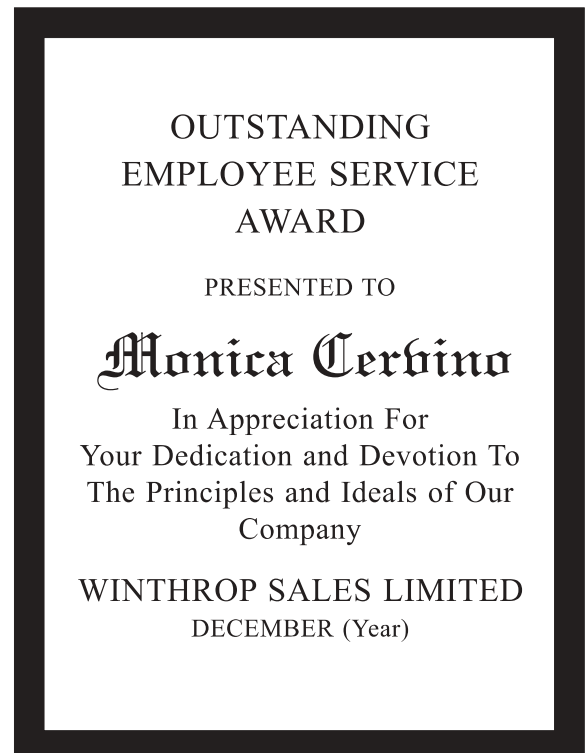 OUTSTANDING
EMPLOYEE SERVICE
AWARD
PRESENTED TO
Monica Cervino
In Appreciation For
Your Dedication and Devotion To
The Principles and Ideals of Our
Company
WINTHROP SALES LIMITED
DECEMBER (Year)